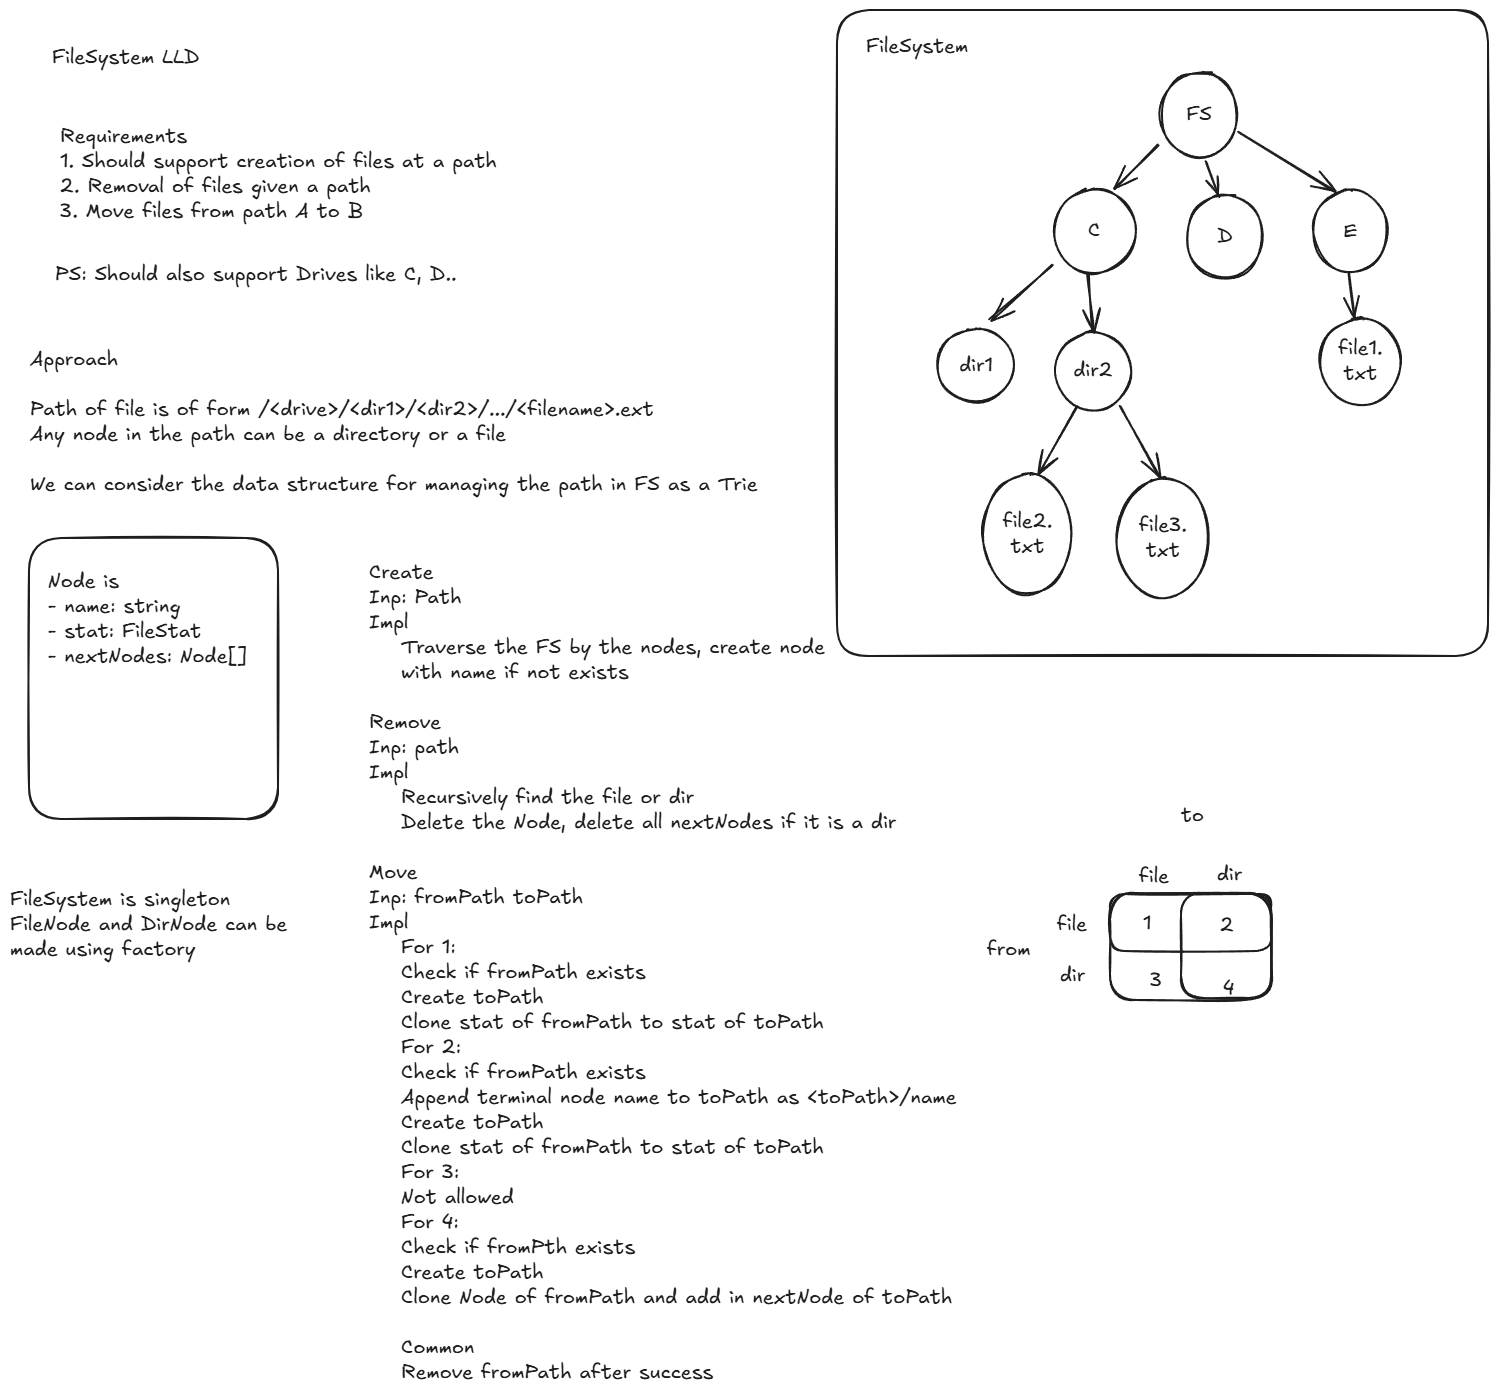 FileSystem LLD
Requirements
1. Should support creation of files at a path
2. Removal of files given a path
3. Move files from path A to B
PS: Should also support Drives like C, D..
Approach
Path of file is of form /<drive>/<dir1>/<dir2>/.../<filename>.ext
Any node in the path can be a directory or a file
We can consider the data structure for managing the path in FS as a Trie
FileSystem
FS
C
D
E
dir1
dir2
file1.
txt
file2.
txt
file3.
txt
Node is
- name: string
- stat: FileStat
- nextNodes: Node[]
FileSystem is singleton
FileNode and DirNode can be
made using factory
Create
Inp: Path
Impl
Traverse the FS by the nodes, create node
with name if not exists
Remove
Inp: path
Impl
Recursively find the file or dir
Delete the Node, delete all nextNodes if it is a dir
Move
Inp: fromPath toPath
Impl
For 1:
Check if fromPath exists
Create toPath
Clone stat of fromPath to stat of toPath
For 2:
Check if fromPath exists
Append terminal node name to toPath as <toPath>/name
Create toPath
Clone stat of fromPath to stat of toPath
For 3:
Not allowed
For 4:
Check if fromPth exists
Create toPath
Clone Node of fromPath and add in nextNode of toPath
Common
Remove fromPath after success
to
file dir
from
file 1 2
dir 3 4